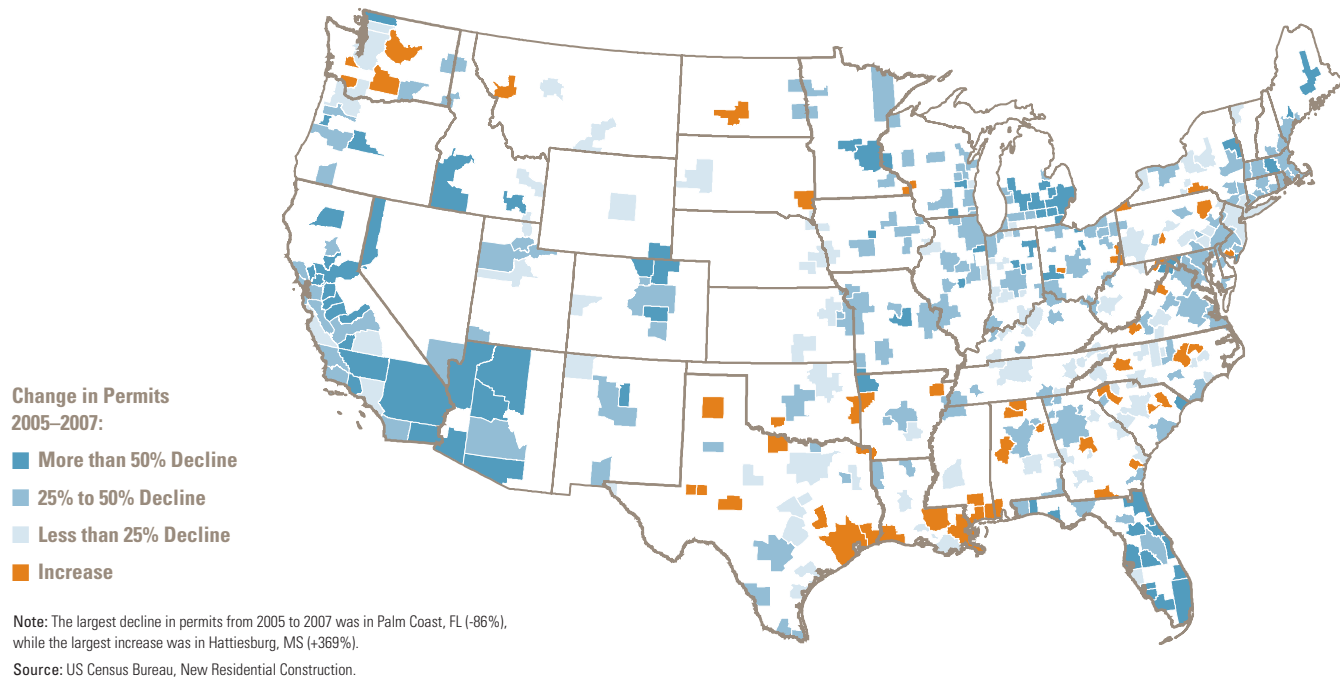 Change in Permits
2005–2007:
More than 50% Decline
25% to 50% Decline
Less than 25% Decline
Increase
Note: The largest decline in permits from 2005 to 2007 was in Palm Coast, FL (-86%),
while the largest increase was in Hattiesburg, MS (+369%).
Source: US Census Bureau, New Residential Construction.